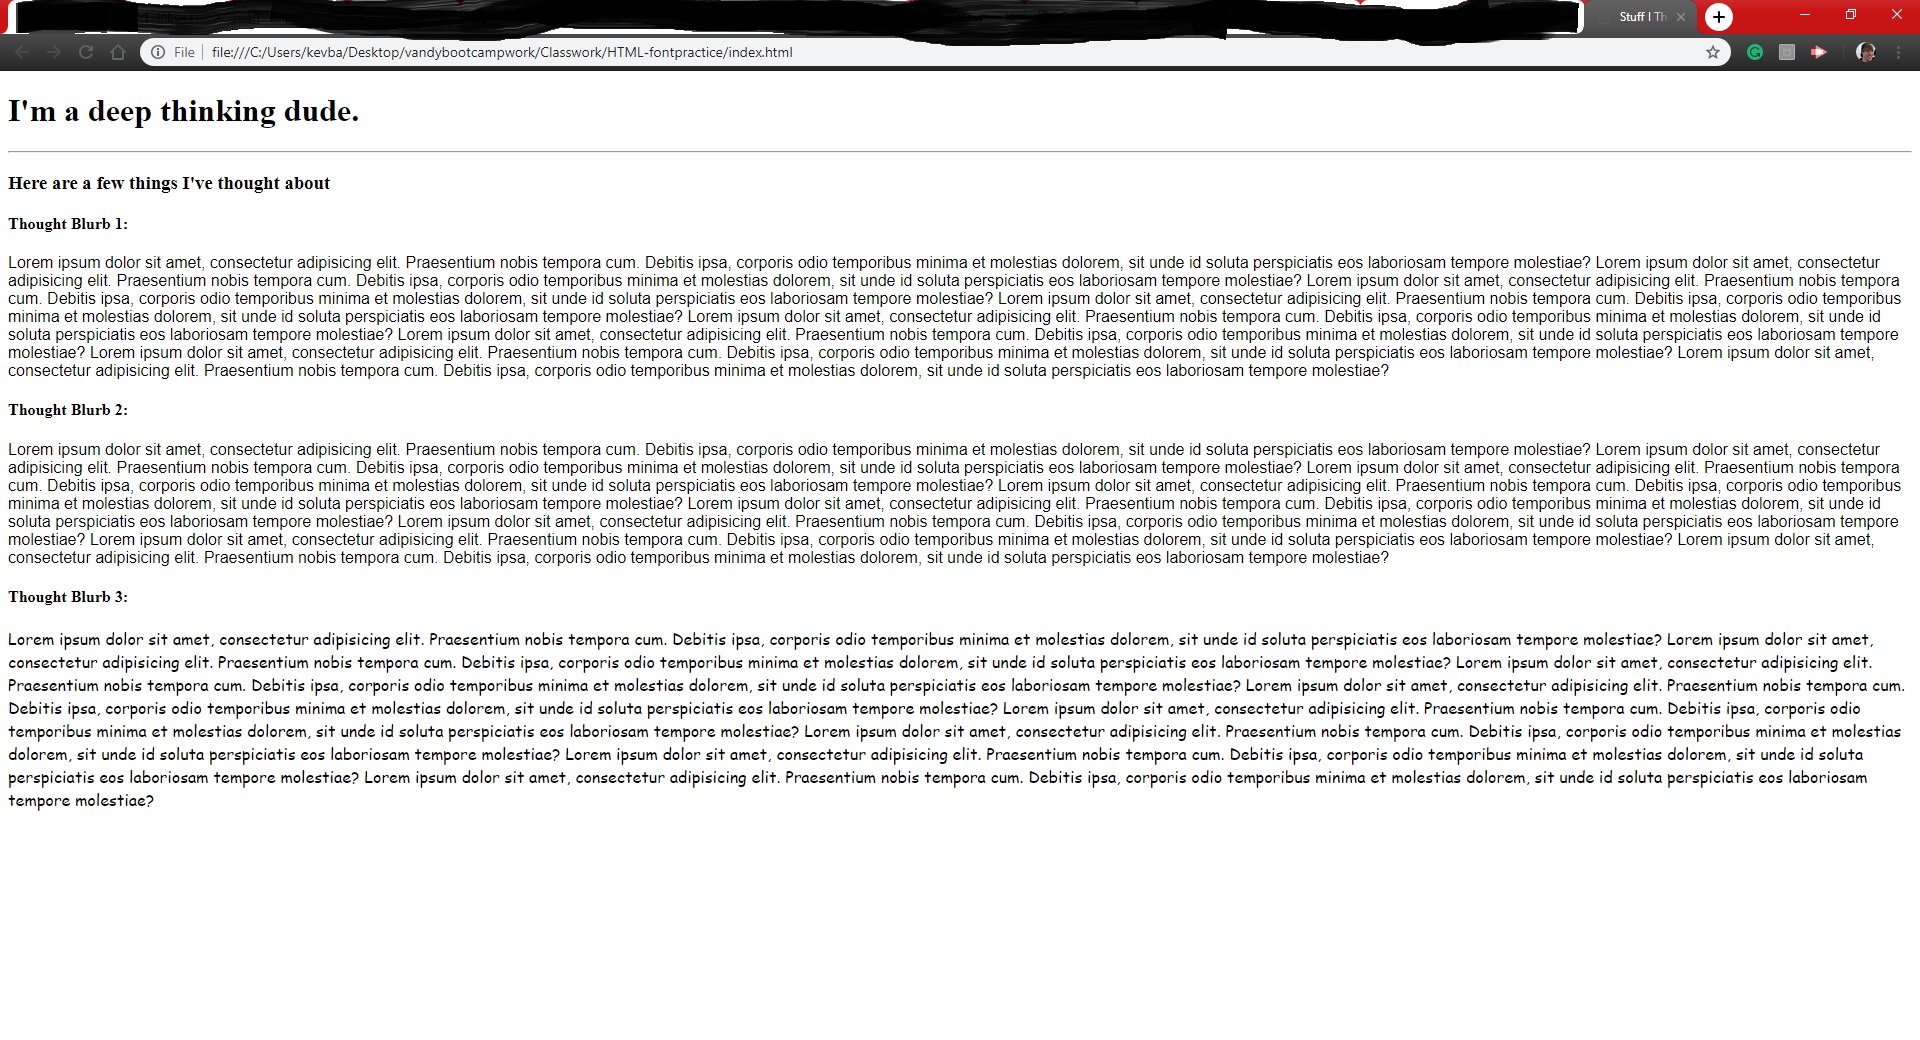 Stuff I Th
File
file:///C:/Users/kevba/Desktop/vandybootcampwork/Classwork/HTML-fontpractice/index.html
I'm a deep thinking dude.
Here are a few things I've thought about
Thought Blurb 1:
Lorem ipsum dolor sit amet, consectetur adipisicing elit. Praesentium nobis tempora cum. Debitis ipsa, corporis odio temporibus minima et molestias dolorem, sit unde id soluta perspiciatis eos laboriosam tempore molestiae? Lorem ipsum dolor sit amet, consectetur
adipisicing elit. Praesentium nobis tempora cum. Debitis ipsa, corporis odio temporibus minima et molestias dolorem, sit unde id soluta perspiciatis eos laboriosam tempore molestiae? Lorem ipsum dolor sit amet, consectetur adipisicing elit. Praesentium nobis tempora
cum. Debitis ipsa, corporis odio temporibus minima et molestias dolorem, sit unde id soluta perspiciatis eos laboriosam tempore molestiae? Lorem ipsum dolor sit amet, consectetur adipisicing elit. Praesentium nobis tempora cum. Debitis ipsa, corporis odio temporibus
minima et molestias dolorem, sit unde id soluta perspiciatis eos laboriosam tempore molestiae? Lorem ipsum dolor sit amet, consectetur adipisicing elit. Praesentium nobis tempora cum. Debitis ipsa, corporis odio temporibus minima et molestias dolorem, sit unde id
soluta perspiciatis eos laboriosam tempore molestiae? Lorem ipsum dolor sit amet, consectetur adipisicing elit. Praesentium nobis tempora cum. Debitis ipsa, corporis odio temporibus minima et molestias dolorem, sit unde id soluta perspiciatis eos laboriosam tempore
molestiae? Lorem ipsum dolor sit amet, consectetur adipisicing elit. Praesentium nobis tempora cum. Debitis ipsa, corporis odio temporibus minima et molestias dolorem, sit unde id soluta perspiciatis eos laboriosam tempore molestiae? Lorem ipsum dolor sit amet,
consectetur adipisicing elit. Praesentium nobis tempora cum. Debitis ipsa, corporis odio temporibus minima et molestias dolorem, sit unde id soluta perspiciatis eos laboriosam tempore molestiae?
Thought Blurb 2:
Lorem ipsum dolor sit amet, consectetur adipisicing elit. Praesentium nobis tempora cum. Debitis ipsa, corporis odio temporibus minima et molestias dolorem, sit unde id soluta perspiciatis eos laboriosam tempore molestiae? Lorem ipsum dolor sit amet, consectetur
adipisicing elit. Praesentium nobis tempora cum. Debitis ipsa, corporis odio temporibus minima et molestias dolorem, sit unde id soluta perspiciatis eos laboriosam tempore molestiae? Lorem ipsum dolor sit amet, consectetur adipisicing elit. Praesentium nobis tempora
cum. Debitis ipsa, corporis odio temporibus minima et molestias dolorem, sit unde id soluta perspiciatis eos laboriosam tempore molestiae? Lorem ipsum dolor sit amet, consectetur adipisicing elit. Praesentium nobis tempora cum. Debitis ipsa, corporis odio temporibus
minima et molestias dolorem, sit unde id soluta perspiciatis eos laboriosam tempore molestiae? Lorem ipsum dolor sit amet, consectetur adipisicing elit. Praesentium nobis tempora cum. Debitis ipsa, corporis odio temporibus minima et molestias dolorem, sit unde id
soluta perspiciatis eos laboriosam tempore molestiae? Lorem ipsum dolor sit amet, consectetur adipisicing elit. Praesentium nobis tempora cum. Debitis ipsa, corporis odio temporibus minima et molestias dolorem, sit unde id soluta perspiciatis eos laboriosam tempore
molestiae? Lorem ipsum dolor sit amet, consectetur adipisicing elit. Praesentium nobis tempora cum. Debitis ipsa, corporis odio temporibus minima et molestias dolorem, sit unde id soluta perspiciatis eos laboriosam tempore molestiae? Lorem ipsum dolor sit amet,
consectetur adipisicing elit. Praesentium nobis tempora cum. Debitis ipsa, corporis odio temporibus minima et molestias dolorem, sit unde id soluta perspiciatis eos laboriosam tempore molestiae?
Thought Blurb 3:
Lorem ipsum dolor sit amet, consectetur adipisicing elit. Praesentium nobis tempora cum. Debitis ipsa, corporis odio temporibus minima et molestias dolorem, sit unde id soluta perspiciatis eos laboriosam tempore molestiae? Lorem ipsum dolor sit amet,
consectetur adipisicing elit. Praesentium nobis tempora cum. Debitis ipsa, corporis odio temporibus minima et molestias dolorem, sit unde id soluta perspiciatis eos laboriosam tempore molestiae? Lorem ipsum dolor sit amet, consectetur adipisicing elit.
Praesentium nobis tempora cum. Debitis ipsa, corporis odio temporibus minima et molestias dolorem, sit unde id soluta perspiciatis eos laboriosam tempore molestiae? Lorem ipsum dolor sit amet, consectetur adipisicing elit. Praesentium nobis tempora cum.
Debitis ipsa, corporis odio temporibus minima et molestias dolorem, sit unde id soluta perspiciatis eos laboriosam tempore molestiae? Lorem ipsum dolor sit amet, consectetur adipisicing elit. Praesentium nobis tempora cum. Debitis ipsa, corporis odio
temporibus minima et molestias dolorem, sit unde id soluta perspiciatis eos laboriosam tempore molestiae? Lorem ipsum dolor sit amet, consectetur adipisicing elit. Praesentium nobis tempora cum. Debitis ipsa, corporis odio temporibus minima et molestias
dolorem, sit unde id soluta perspiciatis eos laboriosam tempore molestiae? Lorem ipsum dolor sit amet, consectetur adipisicing elit. Praesentium nobis tempora cum. Debitis ipsa, corporis odio temporibus minima et molestias dolorem, sit unde id soluta
perspiciatis eos laboriosam tempore molestiae? Lorem ipsum dolor sit amet, consectetur adipisicing elit. Praesentium nobis tempora cum. Debitis ipsa, corporis odio temporibus minima et molestias dolorem, sit unde id soluta perspiciatis eos laboriosam
tempore molestiae?